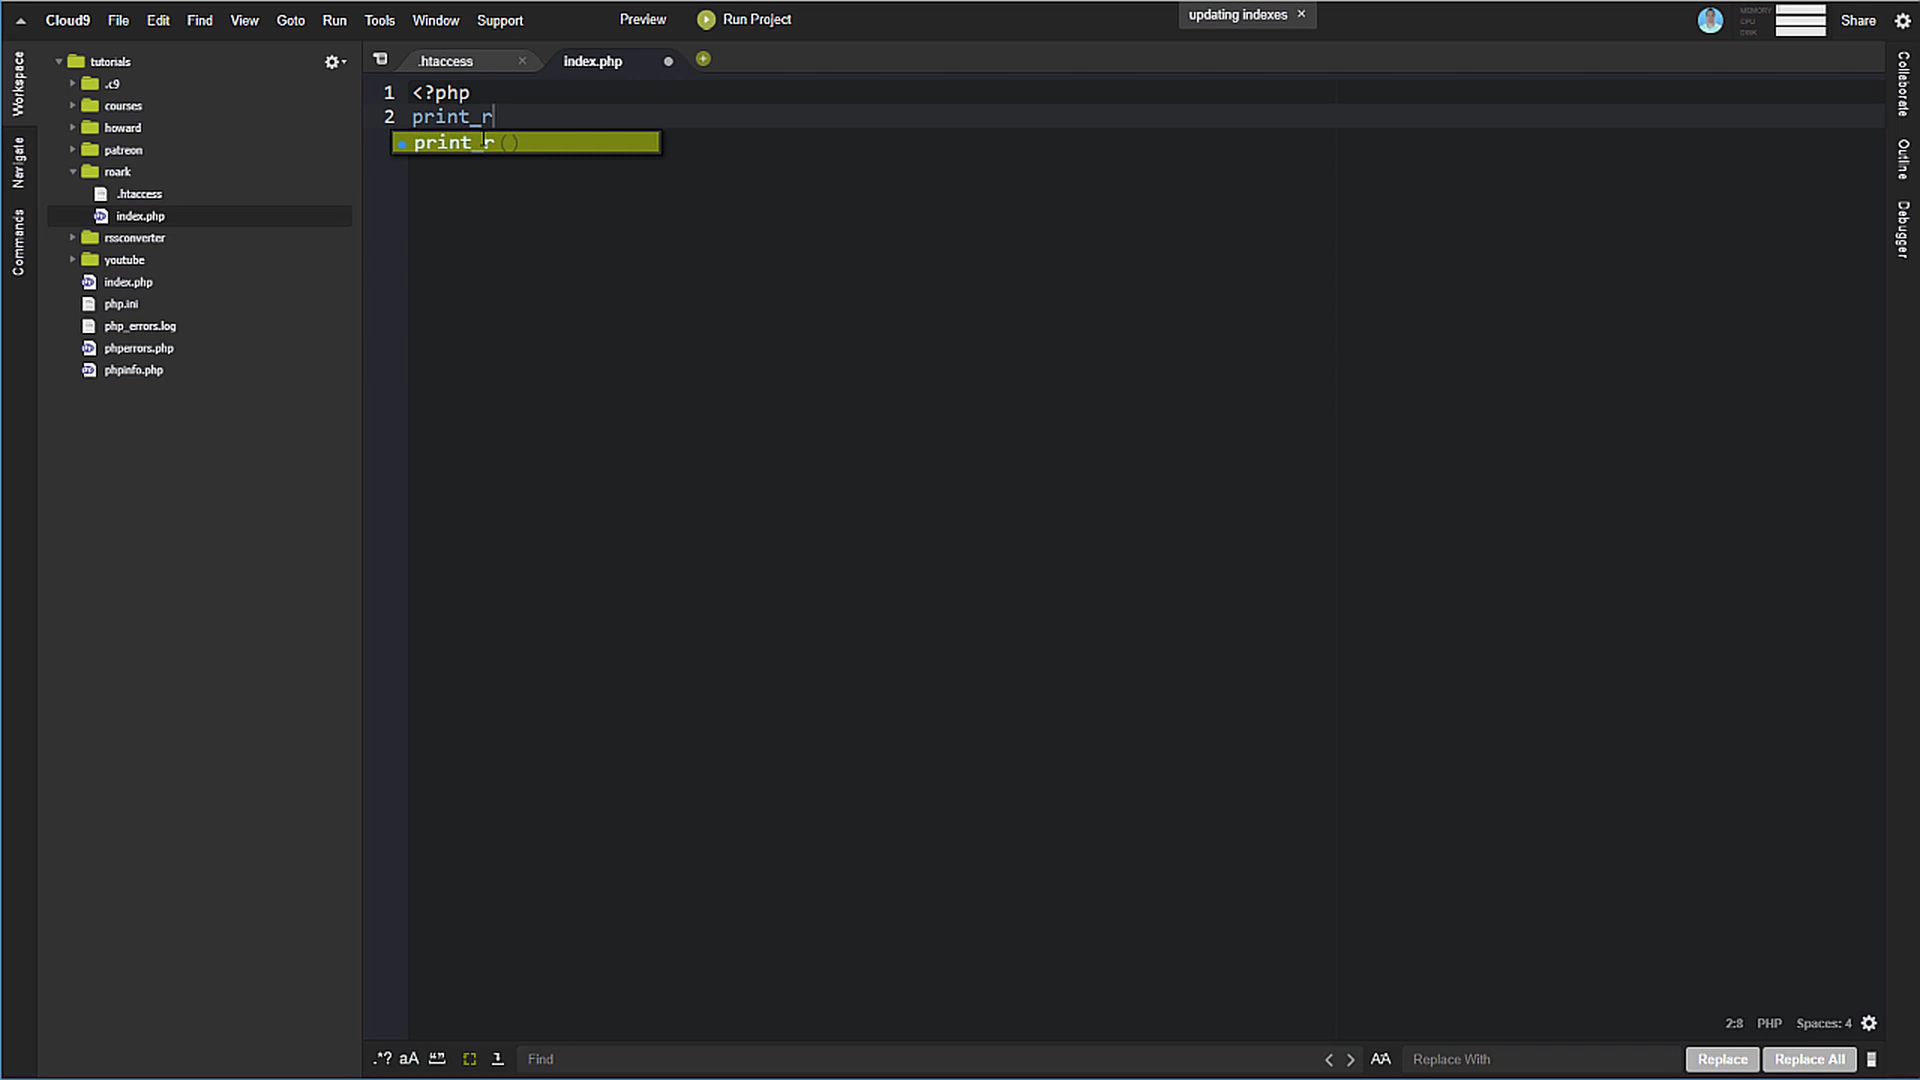 Cloud9 File Edit Find View Goto Run Tools Window Support Preview Run Project updating indexes × MEMORY CPU DISK Share
Workspace
Navigate
Commands
tutorials
.c9
courses
howard
patreon
roark
.htaccess
index.php
rssconverter
youtube
index.php
php.ini
php_errors.log
phperrors.php
phpinfo.php
.htaccess × index.php
1 <?php
2 print_r
print_r ()
Collaborate
Outline
Debugger
2:8 PHP Spaces: 4
.*? aA Find < > AA Replace With Replace Replace All